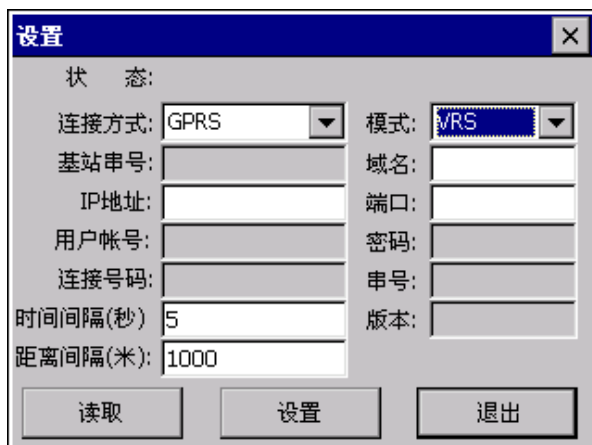 设置
状 态:
连接方式: GPRS 模式: VRS
基站串号: 域名:
IP地址: 端口:
用户帐号: 密码:
连接号码: 串号:
时间间隔(秒) 5 版本:
距离间隔(米): 1000
读取 设置 退出